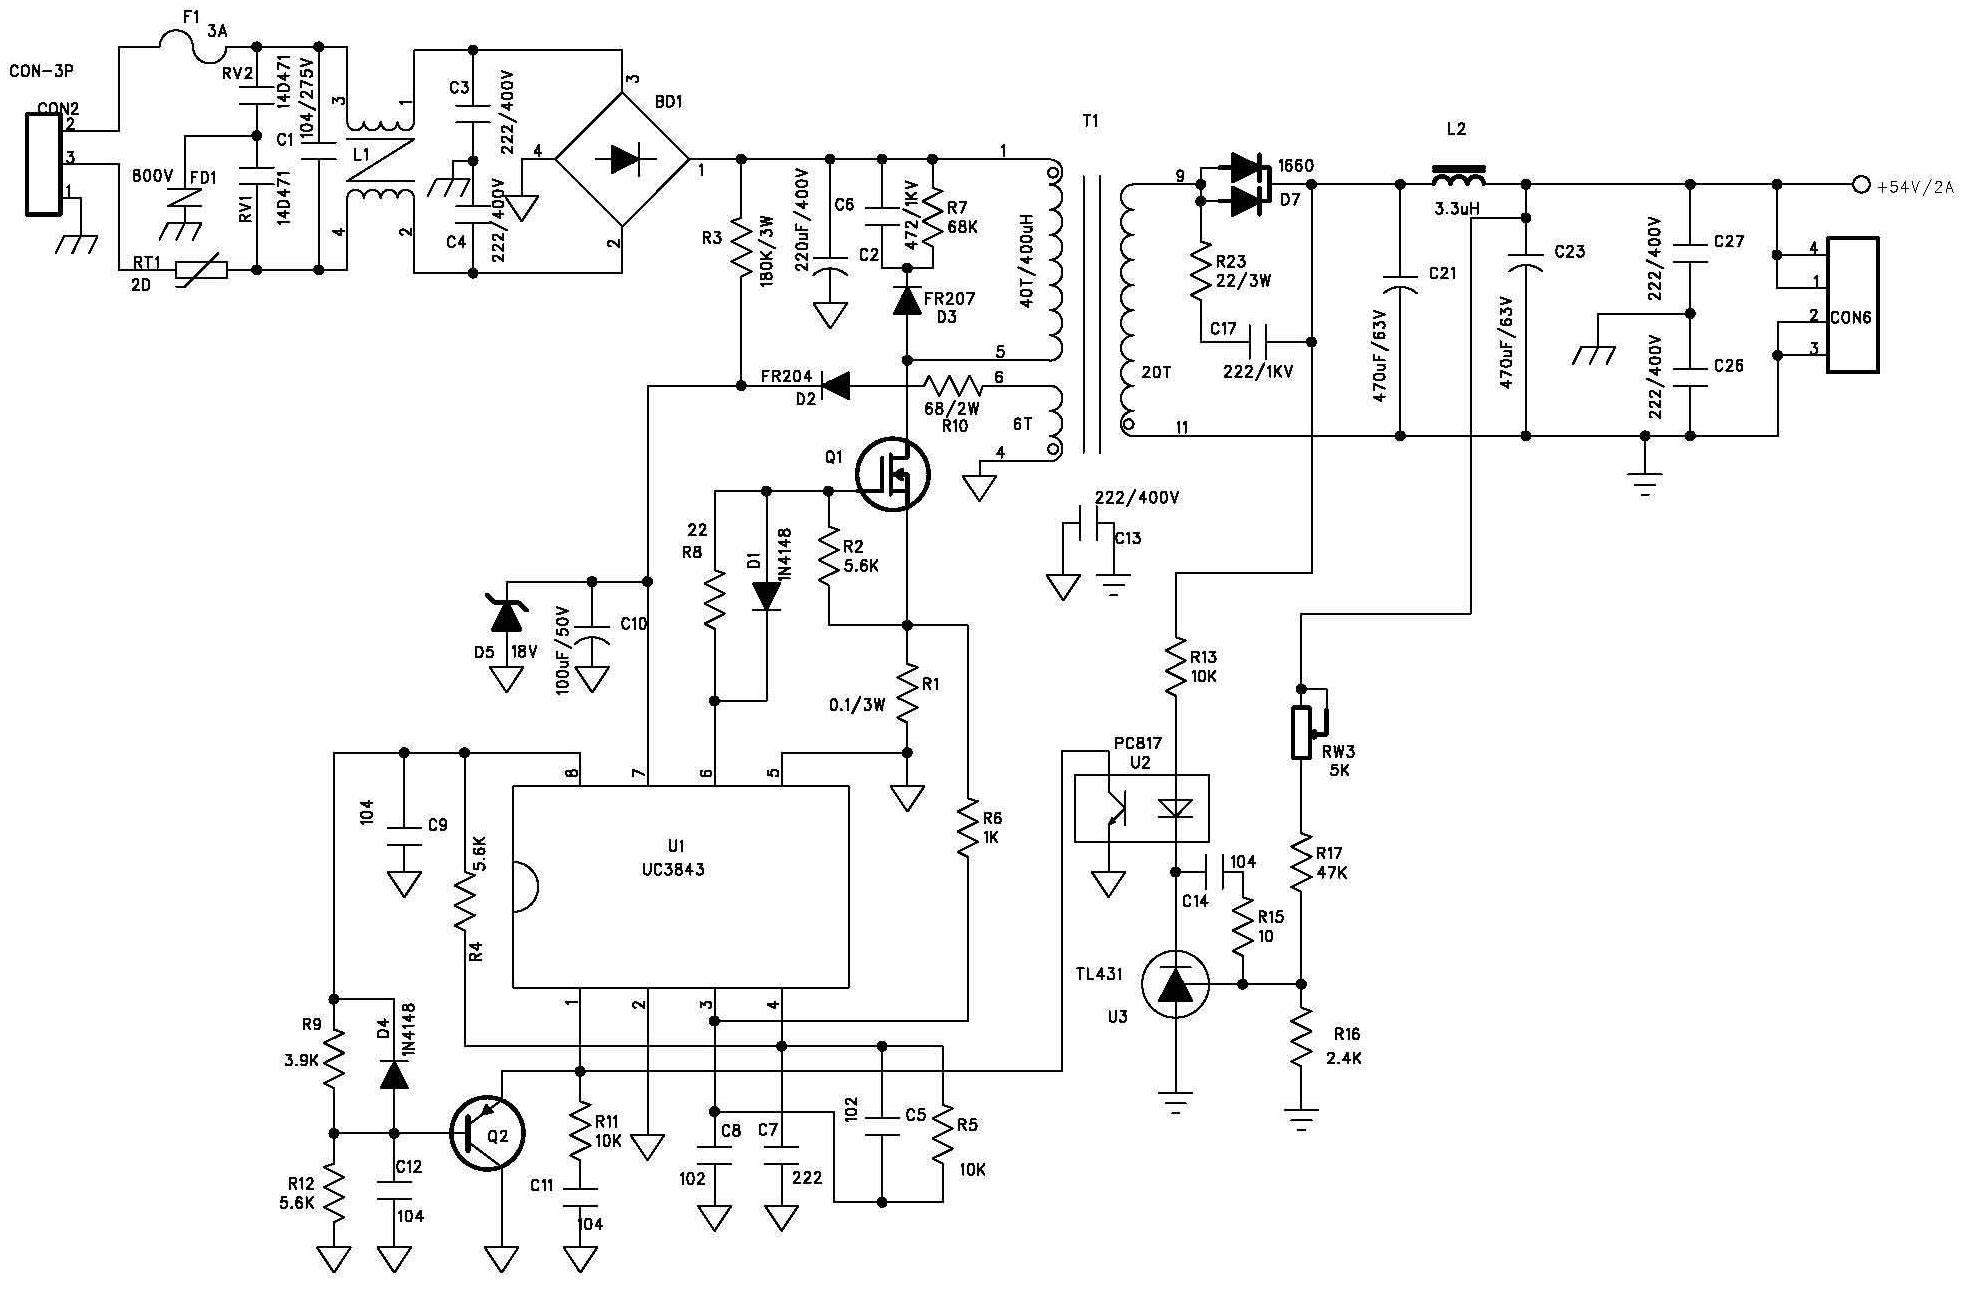 F1
3A
CON-3P
CON2
2
3
1
RV2
14D471
104/275V
C1
800V
FD1
RV1
14D471
RT1
2D
3
1
L1
4
2
C3
222/400V
C4
222/400V
3
BD1
4
1
2
R3
180K/3W
220uF/400V
C6
C2
472/1KV
R7
68K
FR207
D3
1
40T/400uH
5
FR204
D2
68/2W
R10
6
6T
4
T1
9
20T
11
1660
D7
R23
22/3W
C17
222/1KV
L2
3.3uH
+54V/2A
C21
470uF/63V
C23
470uF/63V
C27
222/400V
C26
222/400V
4
1
2
3
CON6
Q1
22
R8
D1
1N4148
R2
5.6K
222/400V
C13
D5
18V
100uF/50V
C10
0.1/3W
R1
R13
10K
PC817
U2
RW3
5K
R6
1K
R17
47K
C14
104
R15
10
TL431
U3
R16
2.4K
104
C9
5.6K
R4
8
7
6
5
U1
UC3843
1
2
3
4
R9
3.9K
D4
1N4148
Q2
R12
5.6K
C12
104
R11
10K
C11
104
C8
102
C7
222
102
C5
R5
10K